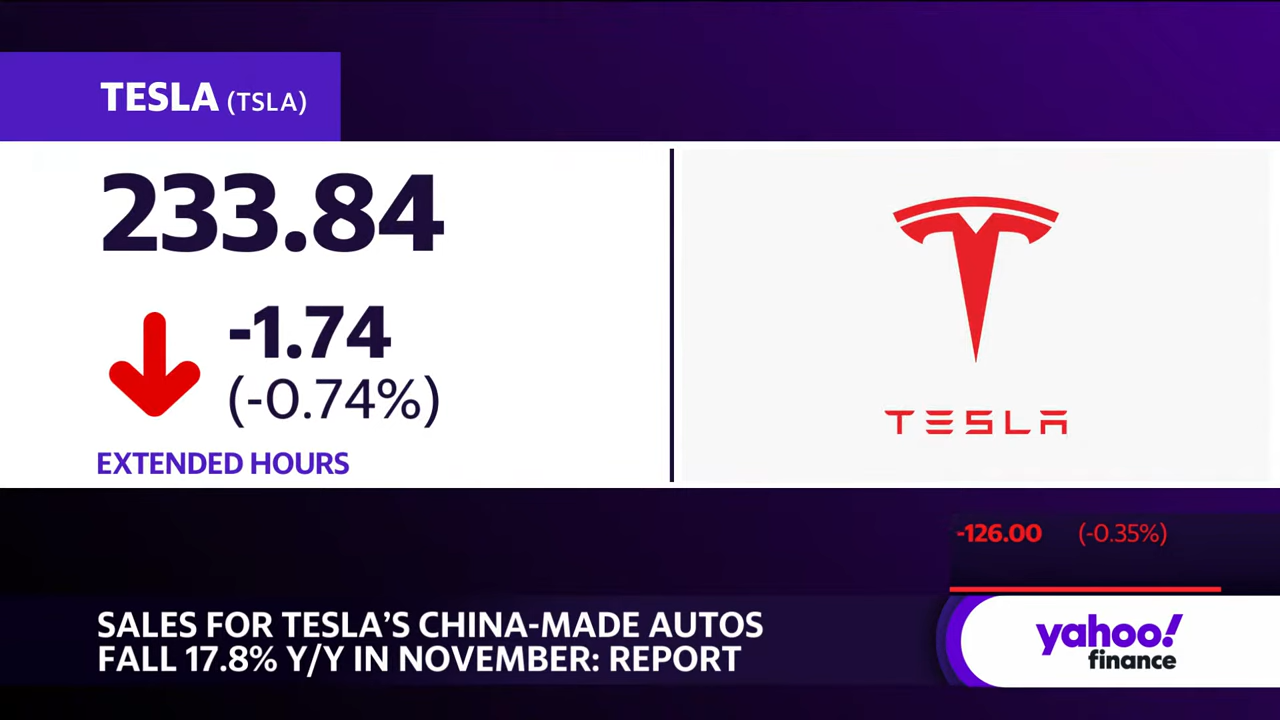 TESLA (TSLA)
233.84
-1.74
(-0.74%)
EXTENDED HOURS
TESLA
-126.00 (-0.35%)
SALES FOR TESLA'S CHINA-MADE AUTOS
FALL 17.8% Y/Y IN NOVEMBER: REPORT
yahoo!
finance